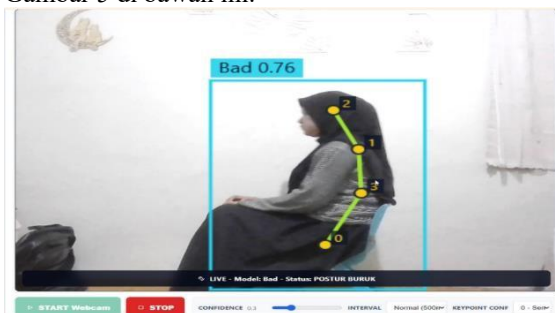 Gambar 5 di bawah ini:
Bad 0.76
2
1
3
0
LIVE - Model: Bad - Status: POSTUR BURUK
START Webcam
STOP
CONFIDENCE 0.3
INTERVAL
Normal (500m
KEYPOINT CONF